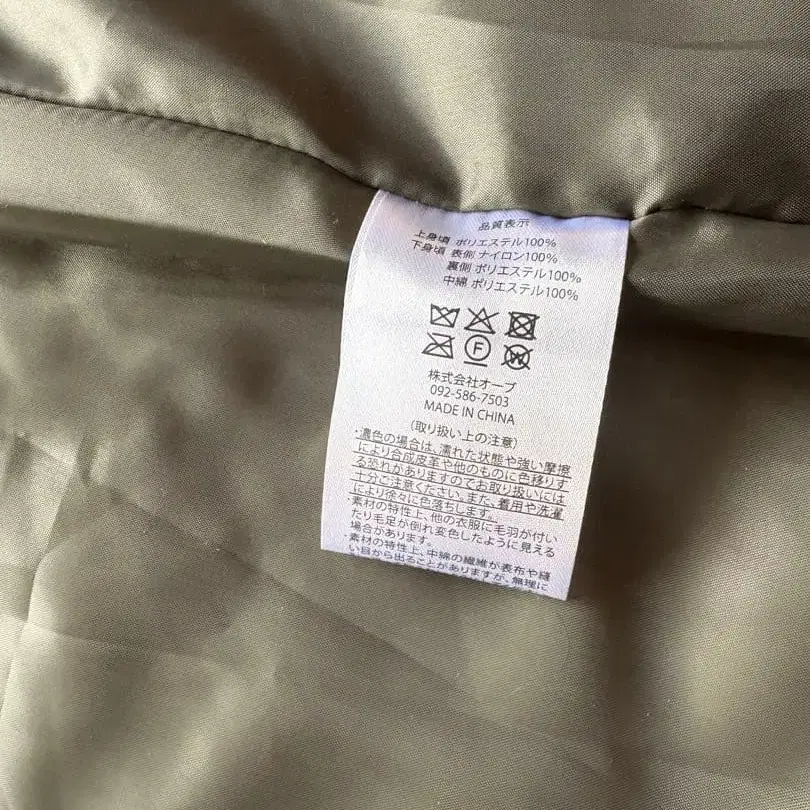 品質表示
上身頃 ポリエステル100%
下身頃 表側 ナイロン100%
裏側 ポリエステル100%
中綿 ポリエステル100%
F W
株式会社オーブ
092-586-7503
MADE IN CHINA
(取り扱い上の注意)
・濃色の場合は、濡れた状態や強い摩擦
により合成皮革や他のものに色移りす
る恐れがありますのでお取り扱いには
十分ご注意ください。また、着用や洗濯
により徐々に色落ちします。
・素材の特性上、他の衣服に毛羽が付い
たり毛足が倒れ変色したように見える
場合があります。
・素材の特性上、中綿の繊維が表布や縫
い目から出ることがありますが、無理に